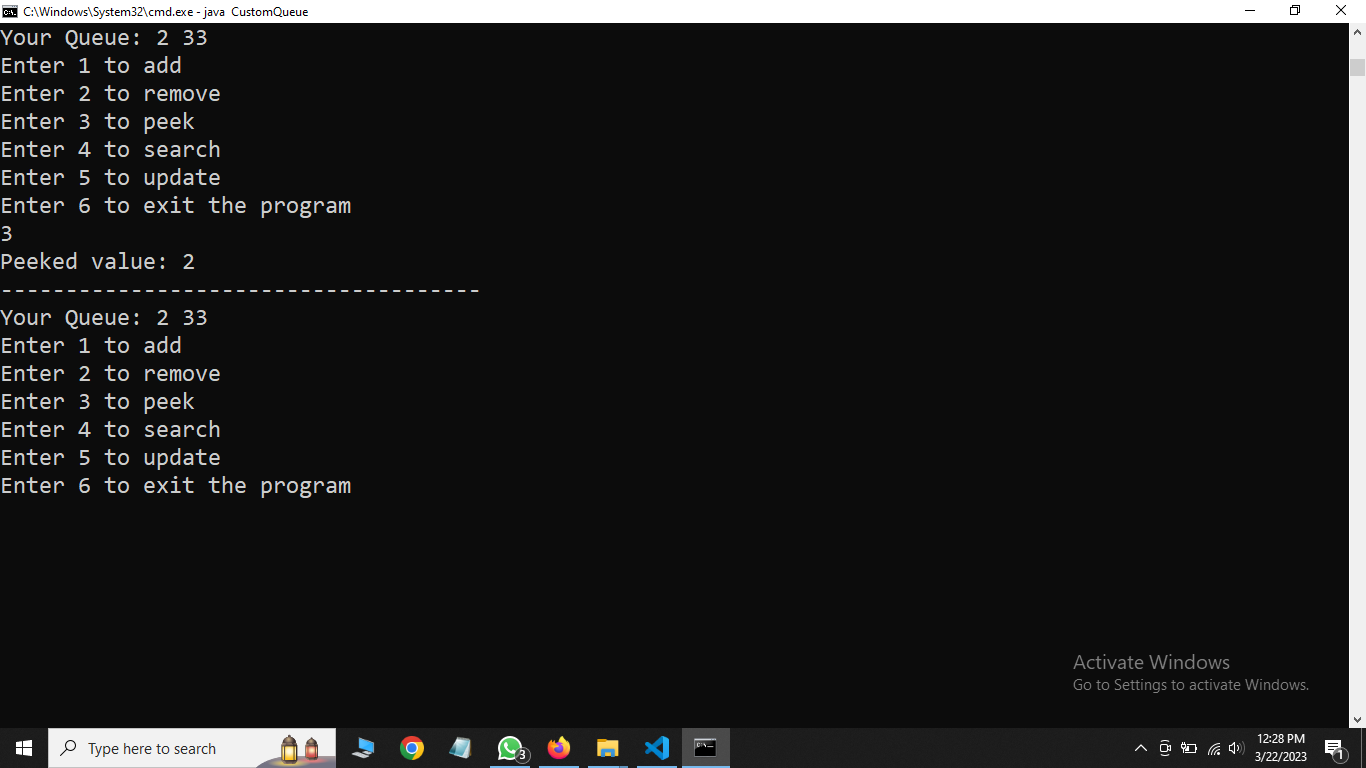 C:\Windows\System32\cmd.exe - java CustomQueue
Your Queue: 2 33
Enter 1 to add
Enter 2 to remove
Enter 3 to peek
Enter 4 to search
Enter 5 to update
Enter 6 to exit the program
3
Peeked value: 2
-------------------------------------
Your Queue: 2 33
Enter 1 to add
Enter 2 to remove
Enter 3 to peek
Enter 4 to search
Enter 5 to update
Enter 6 to exit the program
Activate Windows
Go to Settings to activate Windows.
Type here to search
3
12:28 PM
3/22/2023
1